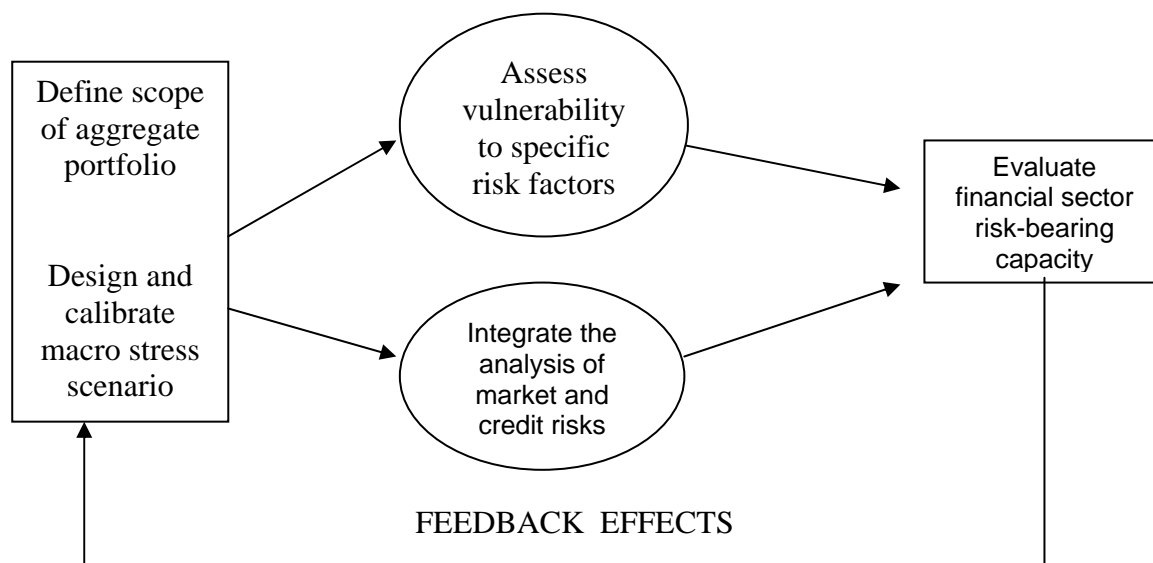 Define scope
of aggregate
portfolio
Design and
calibrate
macro stress
scenario
Assess
vulnerability
to specific
risk factors
Integrate the
analysis of
market and
credit risks
Evaluate
financial sector
risk-bearing
capacity
FEEDBACK EFFECTS